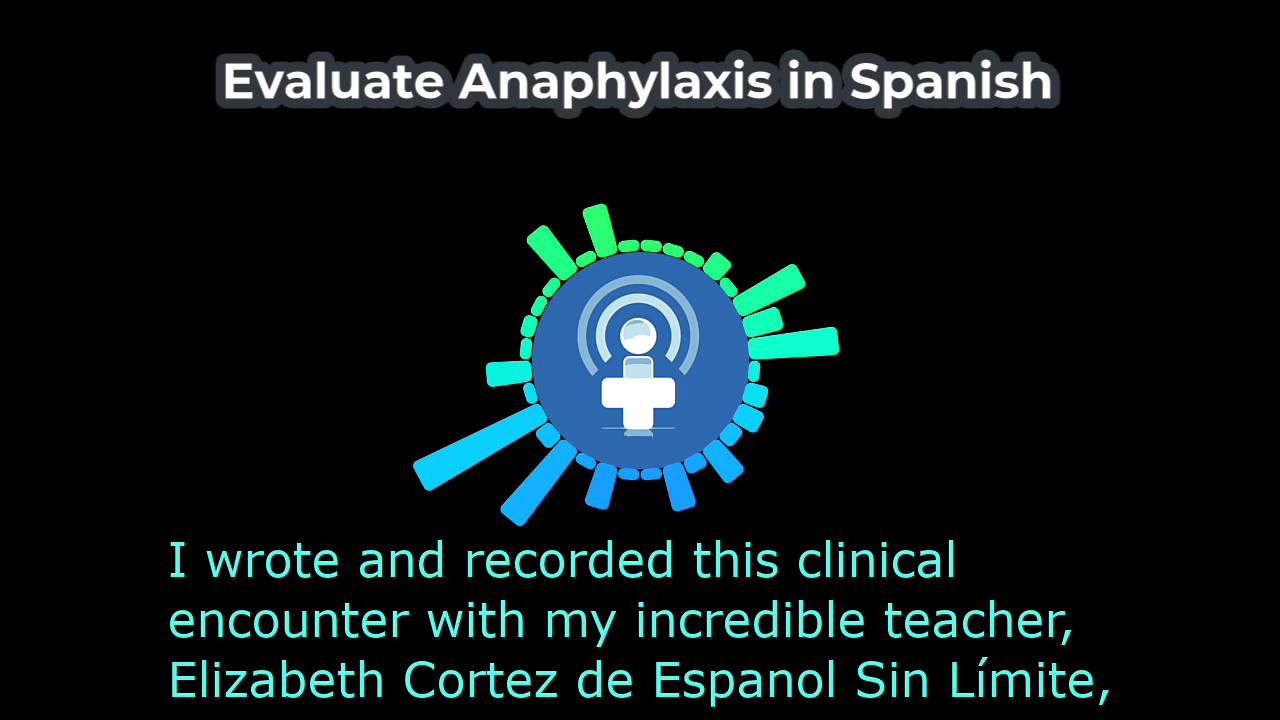 Evaluate Anaphylaxis in Spanish
I wrote and recorded this clinical
encounter with my incredible teacher,
Elizabeth Cortez de Espanol Sin Límite,